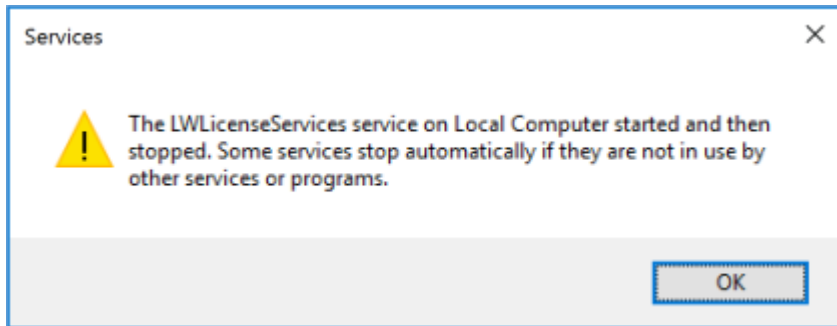 Services
The LWLicenseServices service on Local Computer started and then
stopped. Some services stop automatically if they are not in use by
other services or programs.
OK